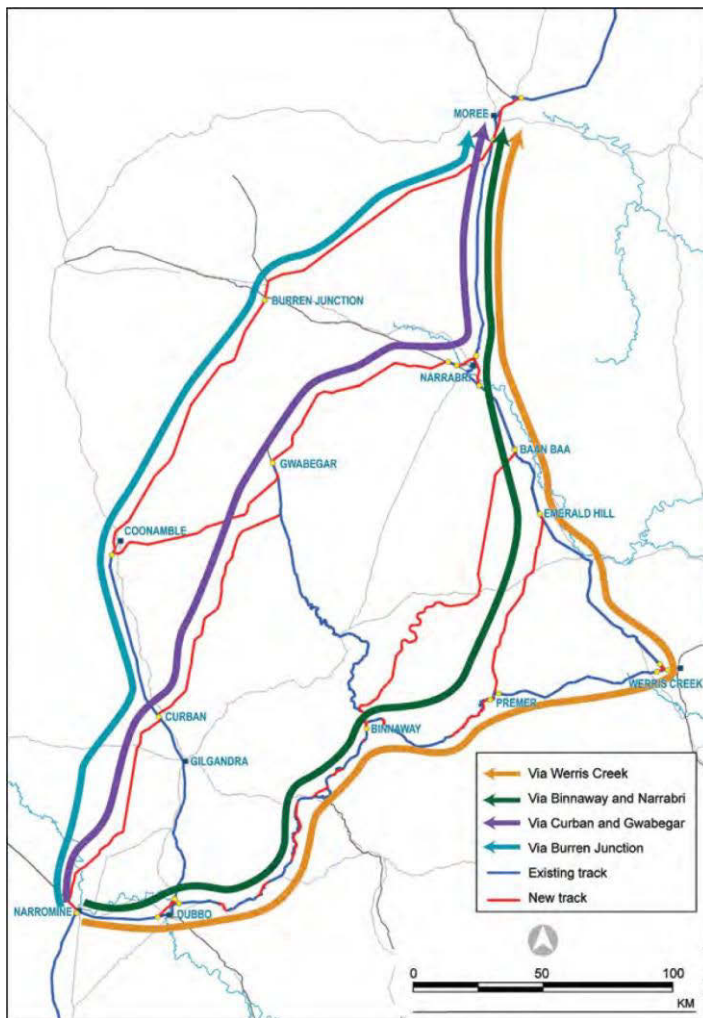 MOREE
BURREN JUNCTION
NARRABRI
BAAN BAA
GWABEGAR
EMERALD HILL
COONAMBLE
WERRIS CREEK
PREMER
CURBAN
BINNAWAY
GILGANDRA
NARROMINE
DUBBO
Via Werris Creek
Via Binnaway and Narrabri
Via Curban and Gwabegar
Via Burren Junction
Existing track
New track
0 50 100
KM